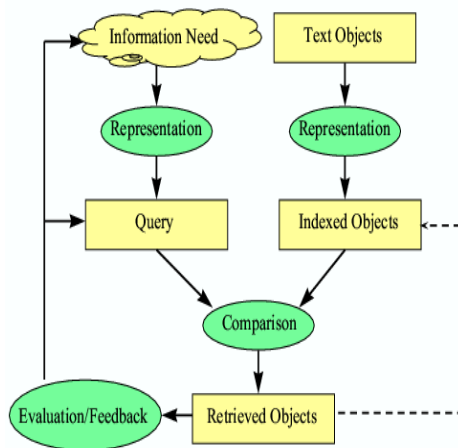 Information Need
Text Objects
Representation
Representation
Query
Indexed Objects
Comparison
Evaluation/Feedback
Retrieved Objects